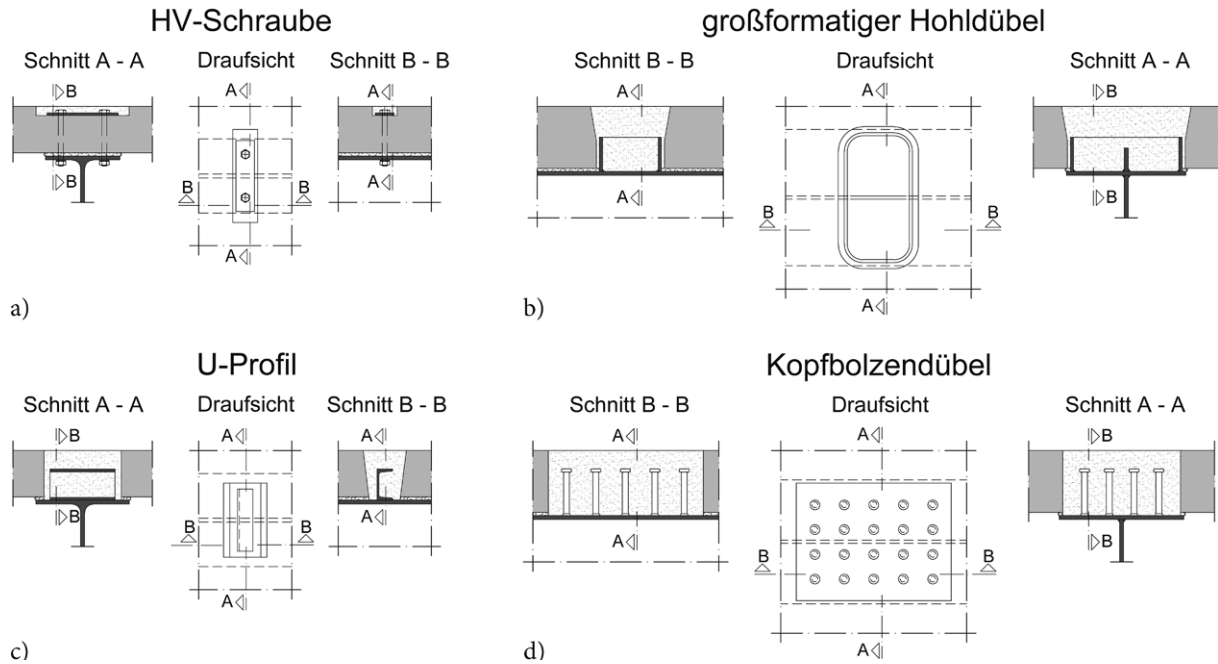 HV-Schraube
Schnitt A - A
Draufsicht
Schnitt B - B
B
B
A
A
B
B
A
A
a)
großformatiger Hohldübel
Schnitt B - B
Draufsicht
Schnitt A - A
A
A
A
B
B
A
B
B
b)
U-Profil
Schnitt A - A
Draufsicht
Schnitt B - B
B
B
A
B
B
A
A
A
c)
Kopfbolzendübel
Schnitt B - B
Draufsicht
Schnitt A - A
A
A
A
B
B
A
B
B
d)